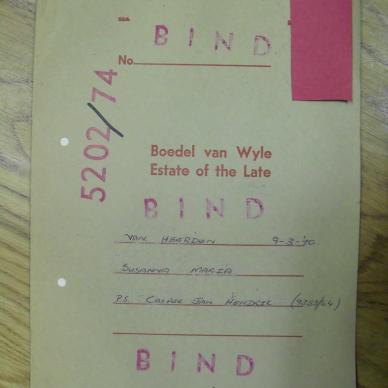 BIND
No.
5202/74
Boedel van Wyle
Estate of the Late
BIND
VAN HEERDEN 9-3-'70
SUSANNA MARIA
P.S. JAN HENDRIK
BIND